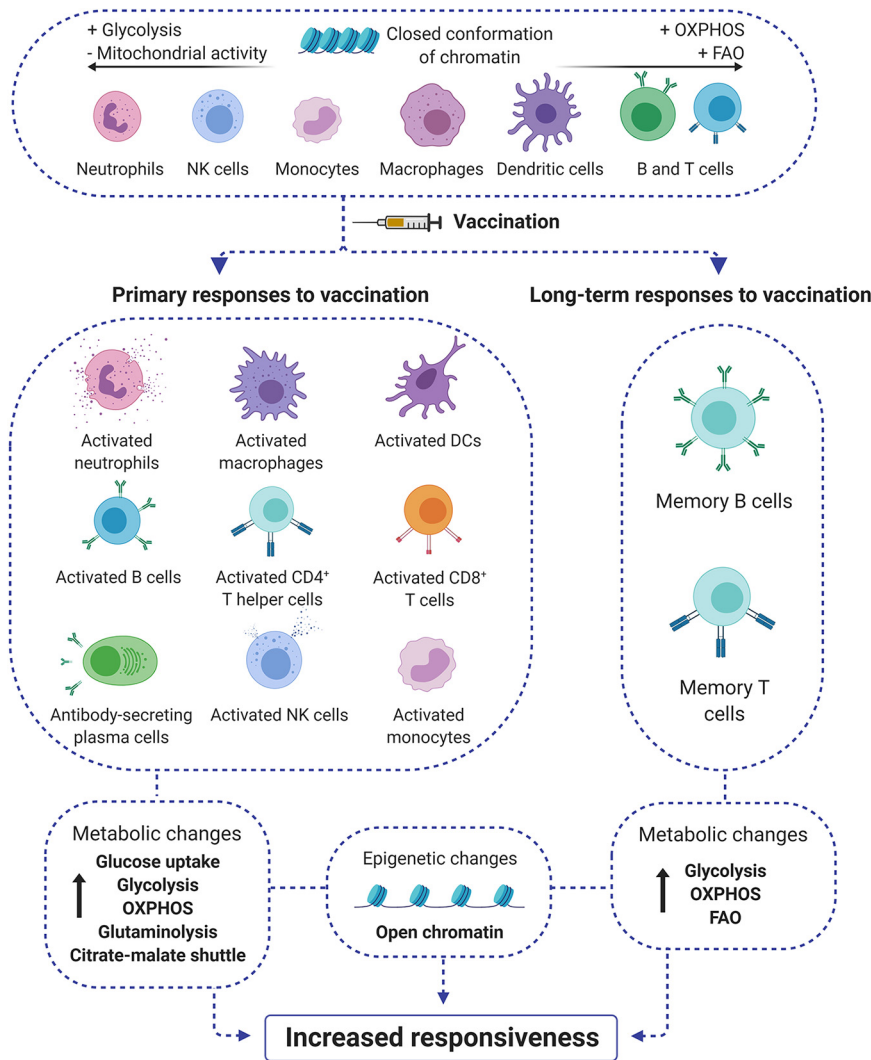 + Glycolysis
- Mitochondrial activity
Closed conformation
of chromatin
+ OXPHOS
+ FAO
Neutrophils
NK cells
Monocytes
Macrophages
Dendritic cells
B and T cells
Vaccination
Primary responses to vaccination
Long-term responses to vaccination
Activated
neutrophils
Activated
macrophages
Activated DCs
Activated B cells
Activated CD4⁺
T helper cells
Activated CD8⁺
T cells
Antibody-secreting
plasma cells
Activated NK cells
Activated
monocytes
Memory B cells
Memory T
cells
Metabolic changes
Glucose uptake
Glycolysis
OXPHOS
Glutaminolysis
Citrate-malate shuttle
Epigenetic changes
Open chromatin
Metabolic changes
Glycolysis
OXPHOS
FAO
Increased responsiveness